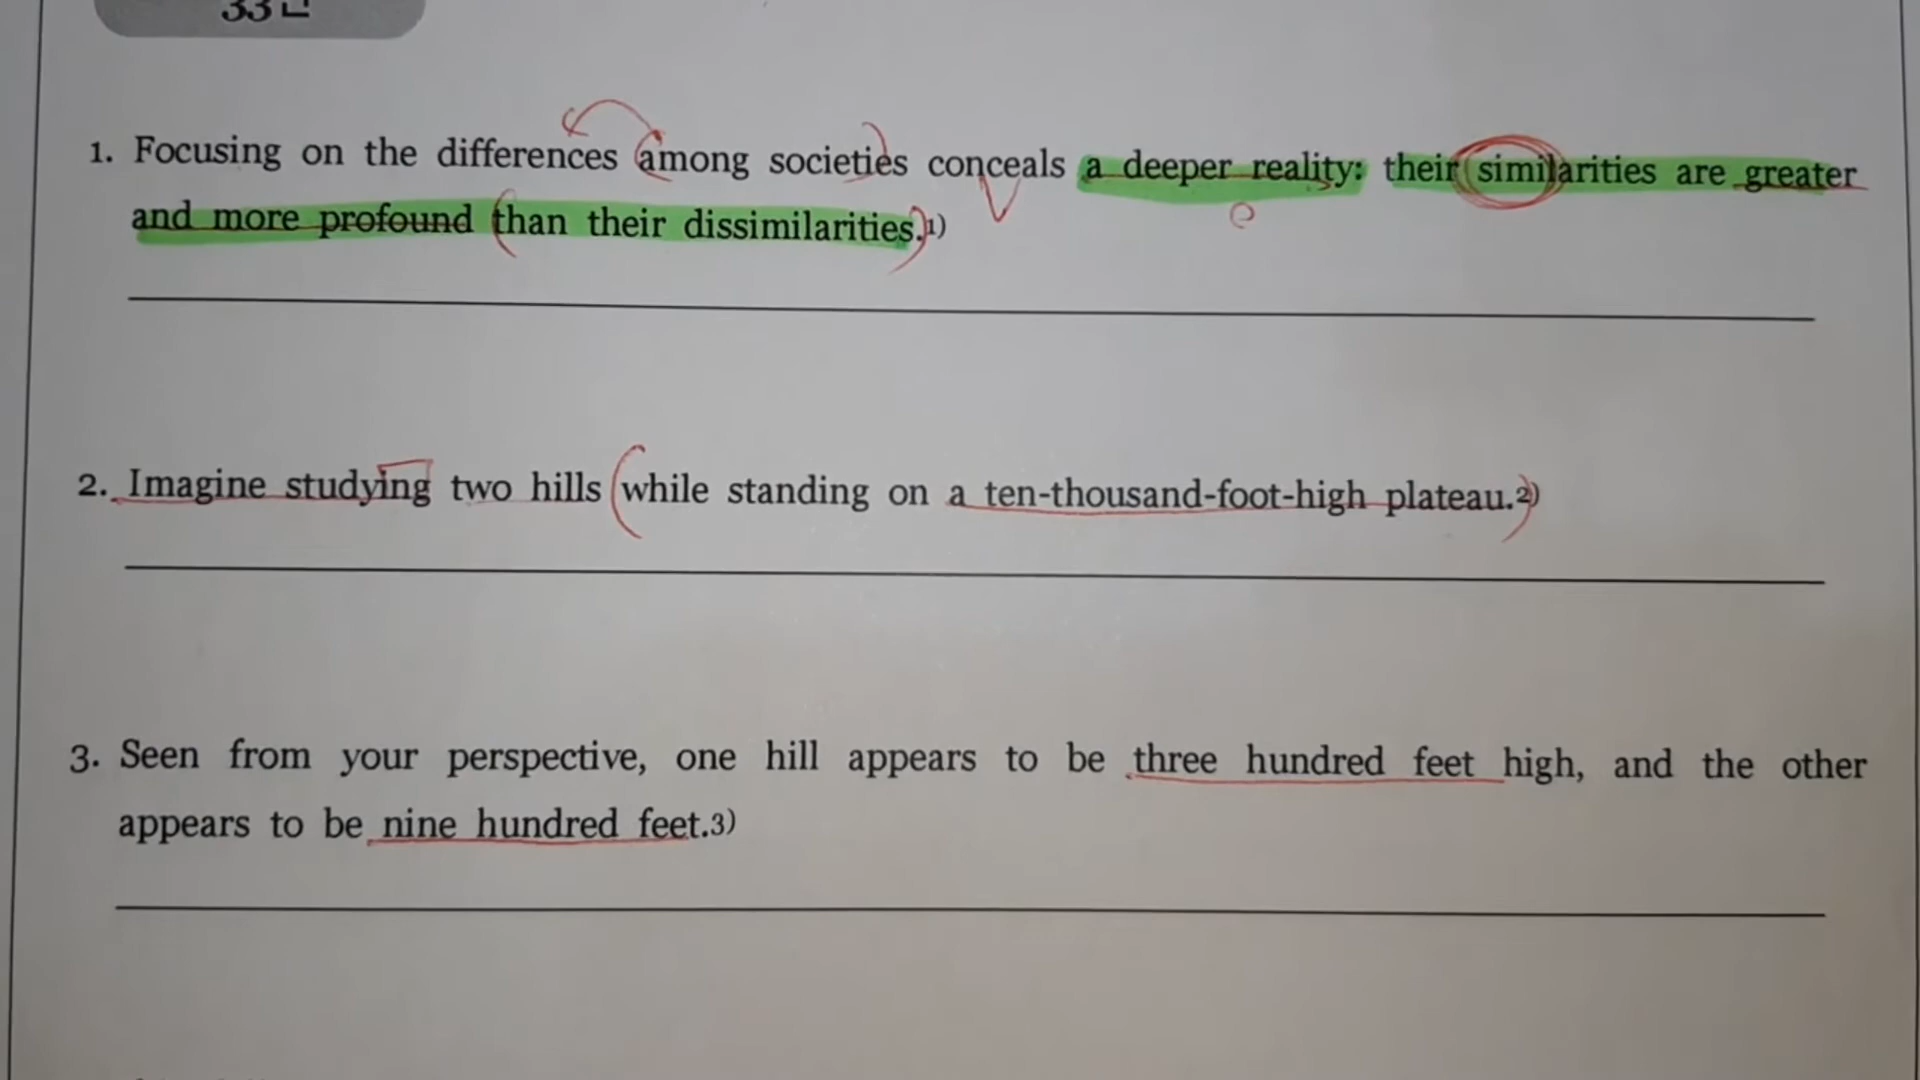 1. Focusing on the differences among societies conceals a deeper reality: their similarities are greater
and more profound than their dissimilarities.1)
2. Imagine studying two hills while standing on a ten-thousand-foot-high plateau.2)
3. Seen from your perspective, one hill appears to be three hundred feet high, and the other
appears to be nine hundred feet.3)